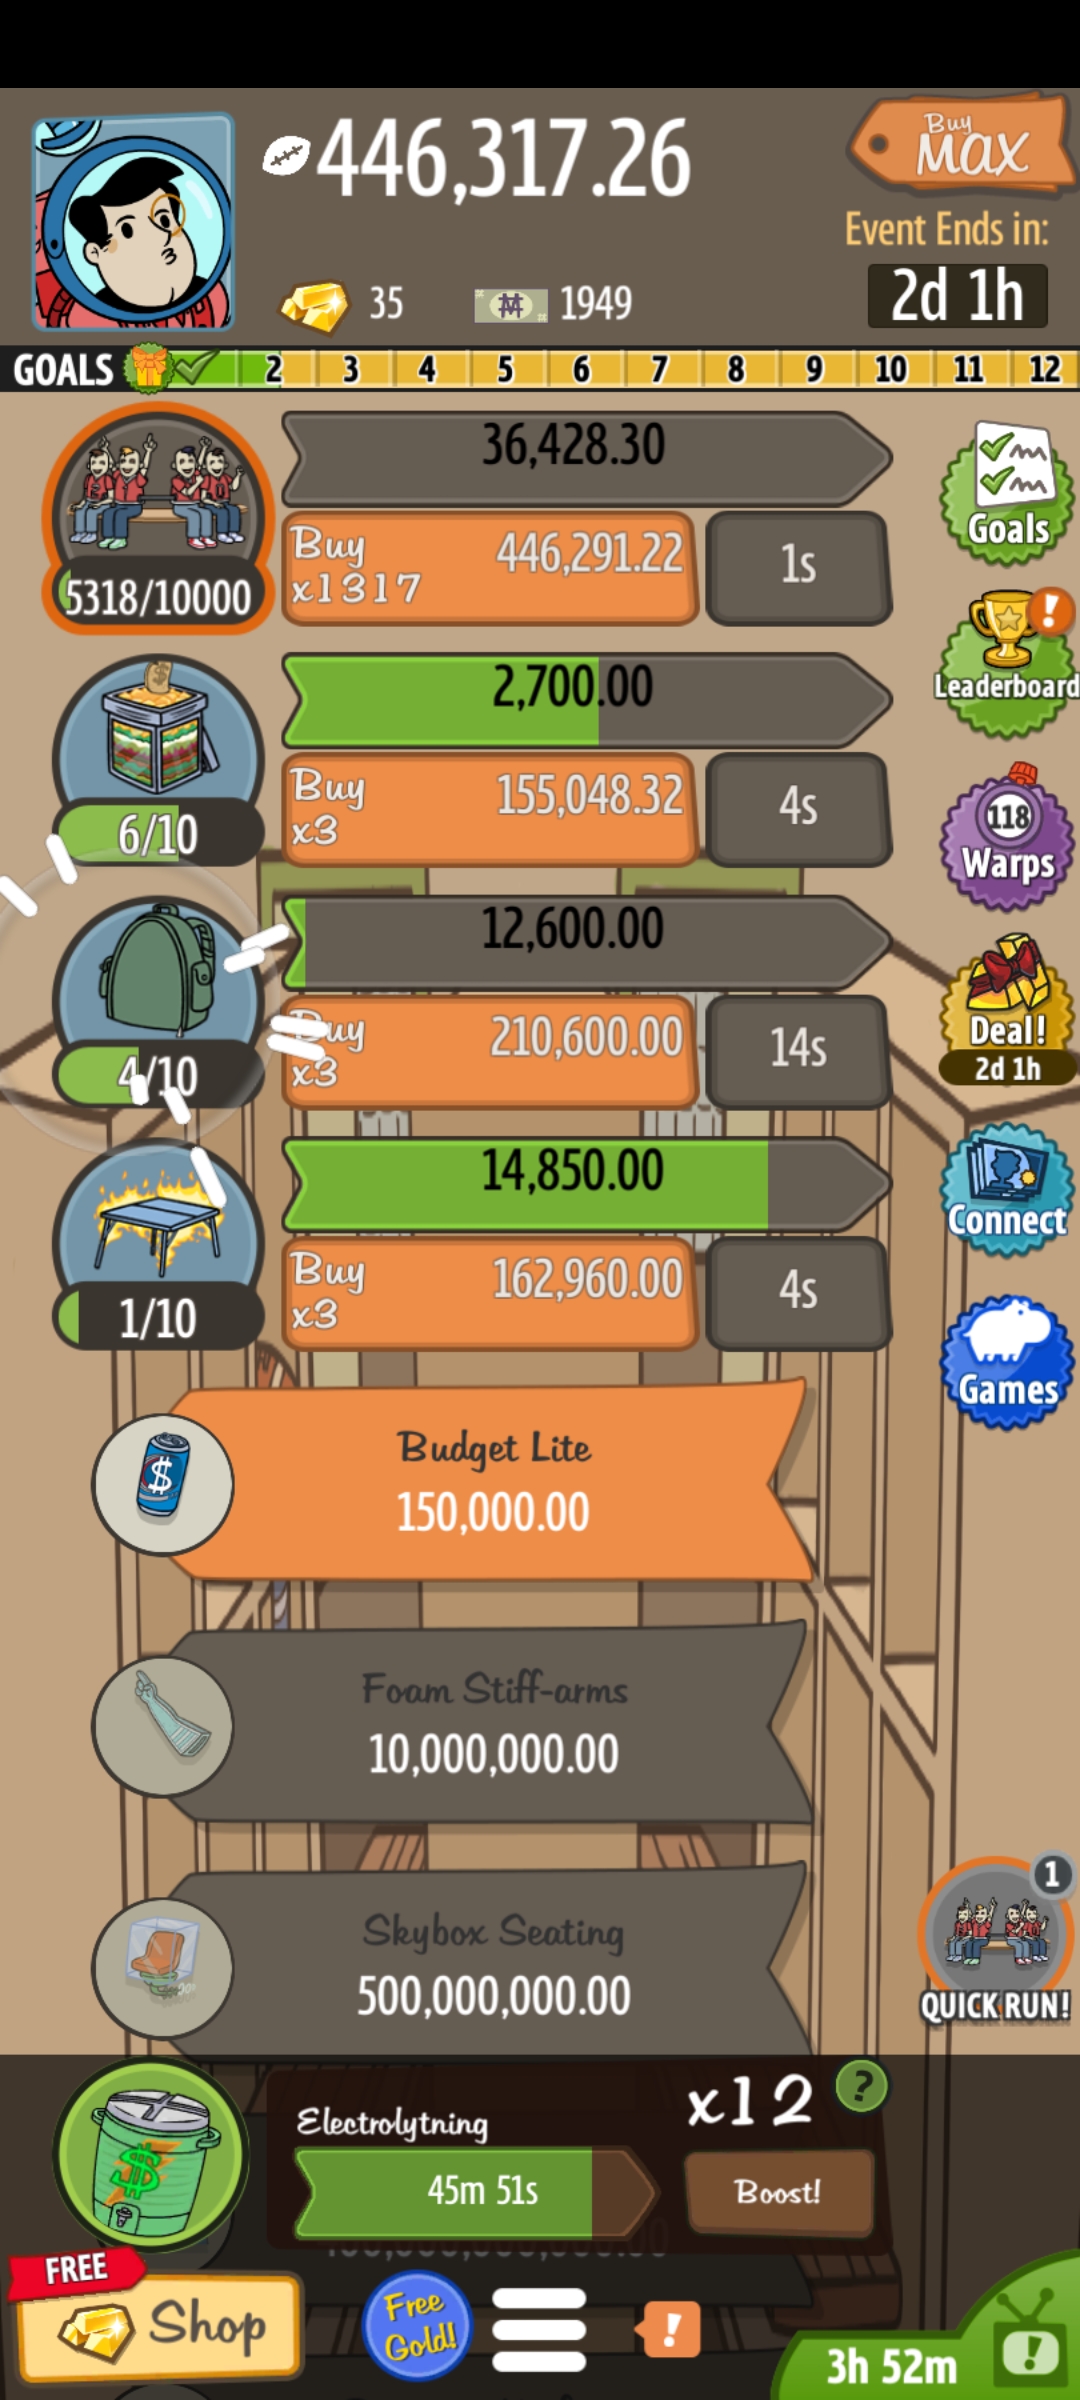 446,317.26
Buy
MAX
Event Ends in:
2d 1h
35
1949
GOALS 2 3 4 5 6 7 8 9 10 11 12
36,428.30
Buy
x1317
446,291.22
1s
5318/10000
Goals
2,700.00
Buy
x3
155,048.32
4s
6/10
Leaderboard
12,600.00
Buy
x3
210,600.00
14s
4/10
118
Warps
14,850.00
Buy
x3
162,960.00
4s
1/10
Deal!
2d 1h
Connect
Games
Budget Lite
150,000.00
Foam Stiff-arms
10,000,000.00
Skybox Seating
500,000,000.00
1
QUICK RUN!
Electrolytning
45m 51s
x12
?
Boost!
FREE
Shop
Free
Gold!
!
3h 52m
!